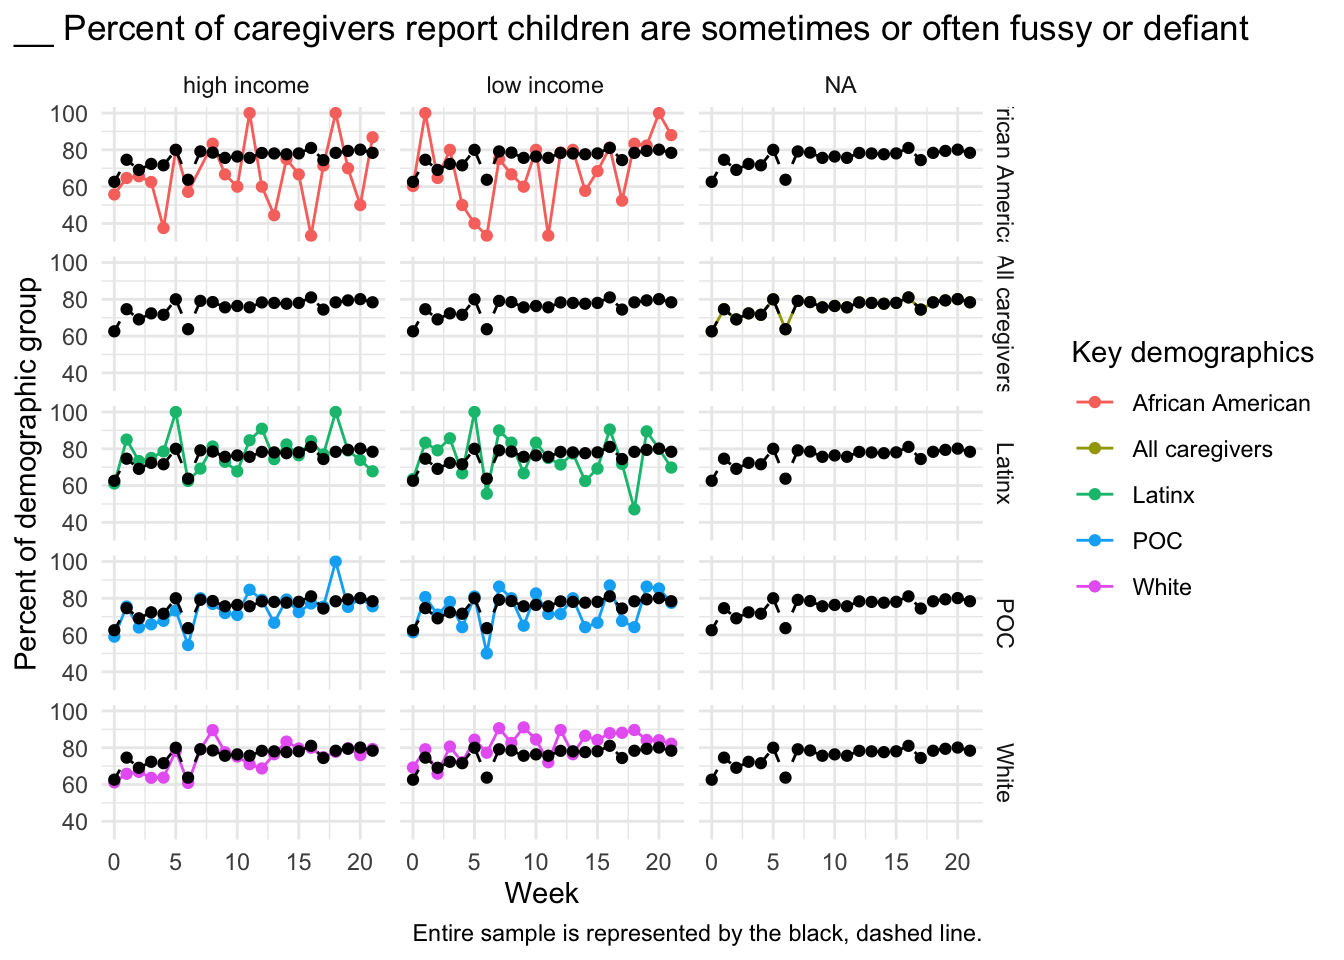 __ Percent of caregivers report children are sometimes or often fussy or defiant
high income low income NA
100
80
60
40
rican America
100
80
60
40
All caregivers
100
80
60
40
Latinx
100
80
60
40
POC
100
80
60
40
White
Percent of demographic group
0 5 10 15 20 0 5 10 15 20 0 5 10 15 20
Week
Entire sample is represented by the black, dashed line.
Key demographics
African American
All caregivers
Latinx
POC
White